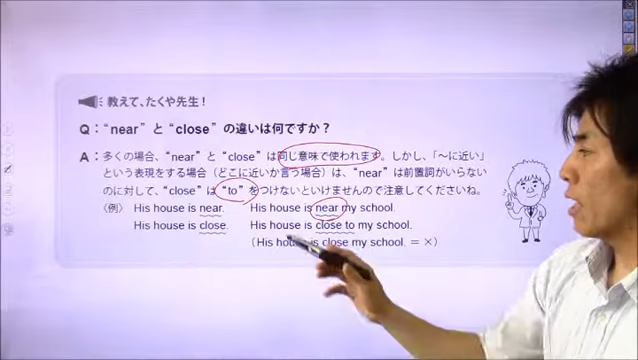 教えて、たくや先生！
Q：“near” と “close” の違いは何ですか？
A：多くの場合、“near” と “close” は同じ意味で使われます。しかし、「～に近い」
という表現をする場合（どこに近いか言う場合）は、“near” は前置詞がいらない
のに対して、“close” は “to” をつけないといけませんので注意してくださいね。
〈例〉 His house is near. His house is near my school.
His house is close. His house is close to my school.
(His house is close my school. = ×)